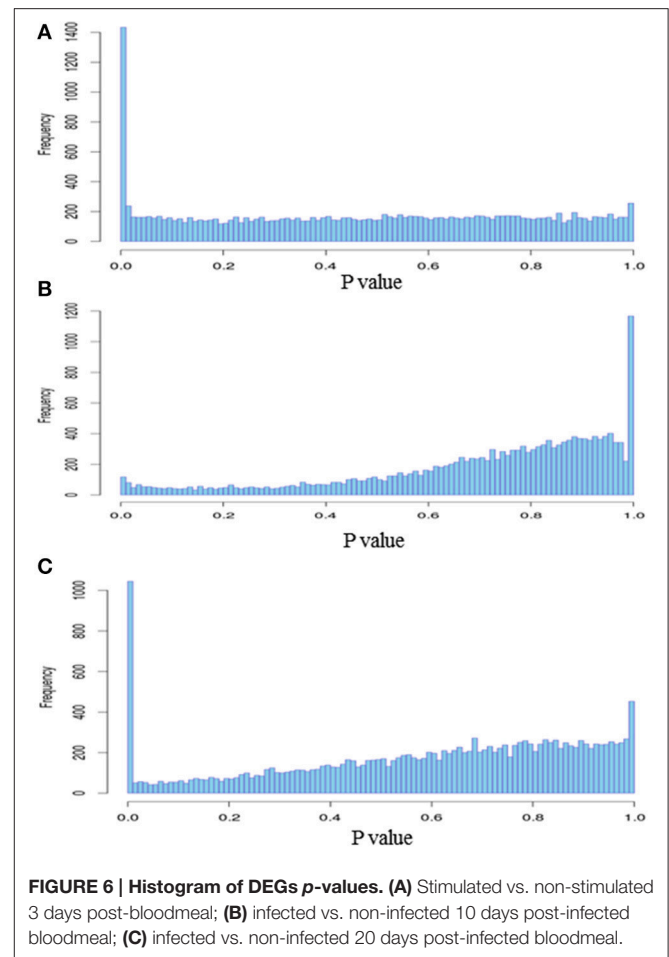 A
Frequency
0 200 400 600 800 1000 1200 1400
0.0 0.2 0.4 0.6 0.8 1.0
P value
B
Frequency
0 200 400 600 800 1000 1200
0.0 0.2 0.4 0.6 0.8 1.0
P value
C
Frequency
0 200 400 600 800 1000
0.0 0.2 0.4 0.6 0.8 1.0
P value
FIGURE 6 | Histogram of DEGs p-values. (A) Stimulated vs. non-stimulated
3 days post-bloodmeal; (B) infected vs. non-infected 10 days post-infected
bloodmeal; (C) infected vs. non-infected 20 days post-infected bloodmeal.